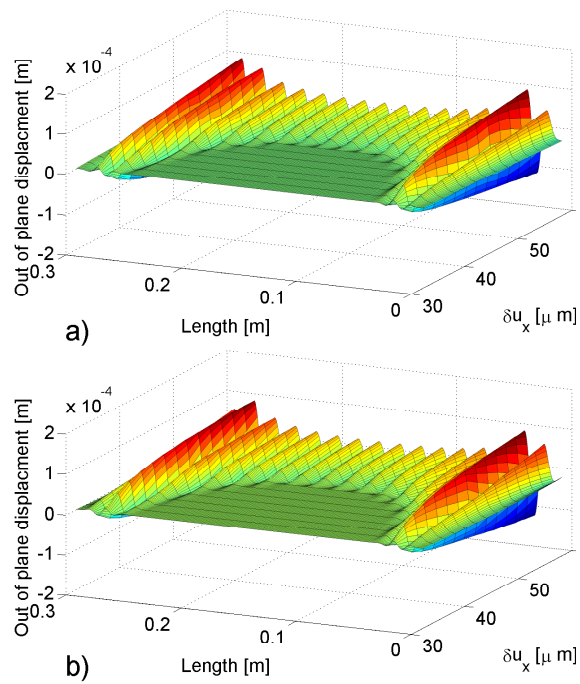 x 10^-4
Out of plane displacment [m]
2
1
0
-1
-2
0.3
0.2
0.1
0
Length [m]
30
40
50
δu_x [μ m]
a)
x 10^-4
Out of plane displacment [m]
2
1
0
-1
-2
0.3
0.2
0.1
0
Length [m]
30
40
50
δu_x [μ m]
b)